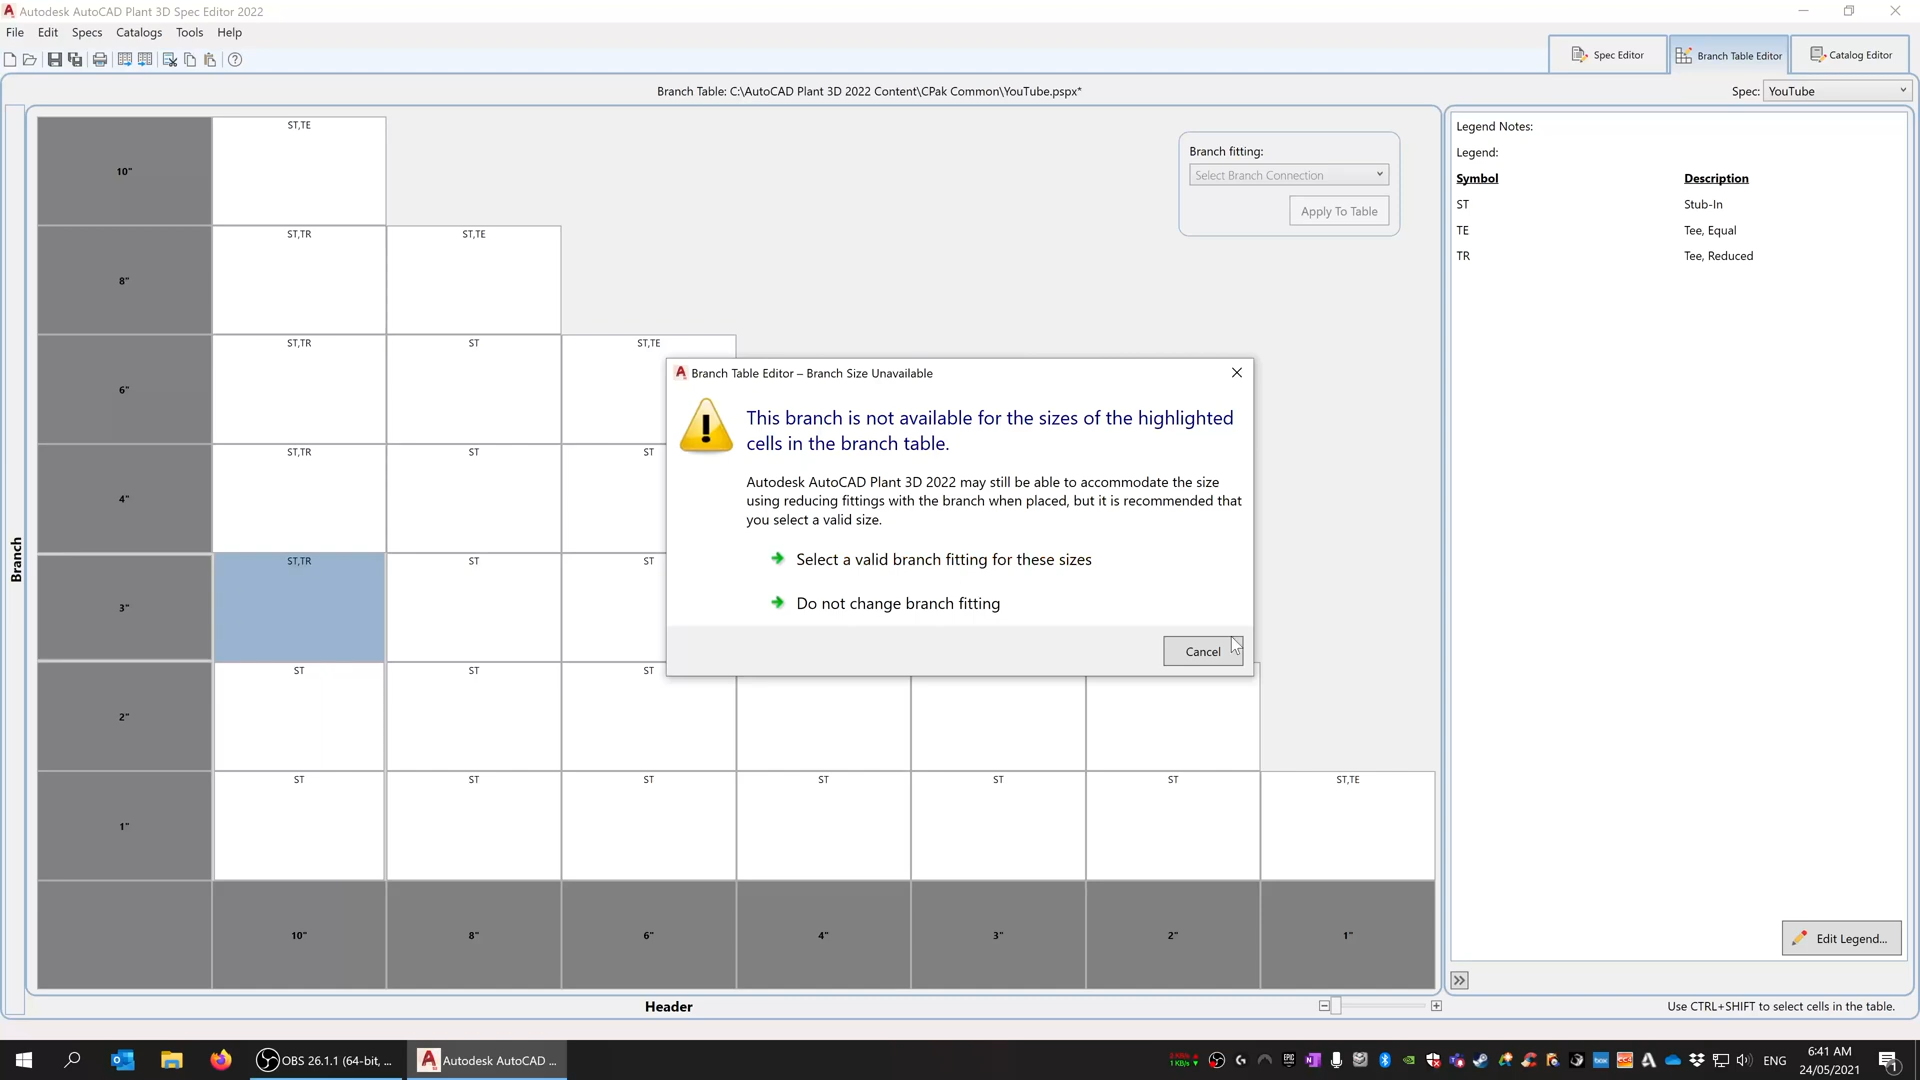 Autodesk AutoCAD Plant 3D Spec Editor 2022
File Edit Specs Catalogs Tools Help
Spec Editor
Branch Table Editor
Catalog Editor
Branch Table: C:\AutoCAD Plant 3D 2022 Content\CPak Common\YouTube.pspx*
Spec: YouTube
10" ST,TE
8" ST,TR ST,TE
6" ST,TR ST ST,TE
4" ST,TR ST ST
3" ST,TR ST ST
2" ST ST ST
1" ST ST ST ST ST ST ST,TE
10" 8" 6" 4" 3" 2" 1"
Branch
Header
Branch fitting:
Select Branch Connection
Apply To Table
Branch Table Editor – Branch Size Unavailable
This branch is not available for the sizes of the highlighted
cells in the branch table.
Autodesk AutoCAD Plant 3D 2022 may still be able to accommodate the size
using reducing fittings with the branch when placed, but it is recommended that
you select a valid size.
Select a valid branch fitting for these sizes
Do not change branch fitting
Cancel
Legend Notes:
Legend:
Symbol Description
ST Stub-In
TE Tee, Equal
TR Tee, Reduced
Edit Legend...
Use CTRL+SHIFT to select cells in the table.
OBS 26.1.1 (64-bit, ...
Autodesk AutoCAD ...
ENG
6:41 AM
24/05/2021